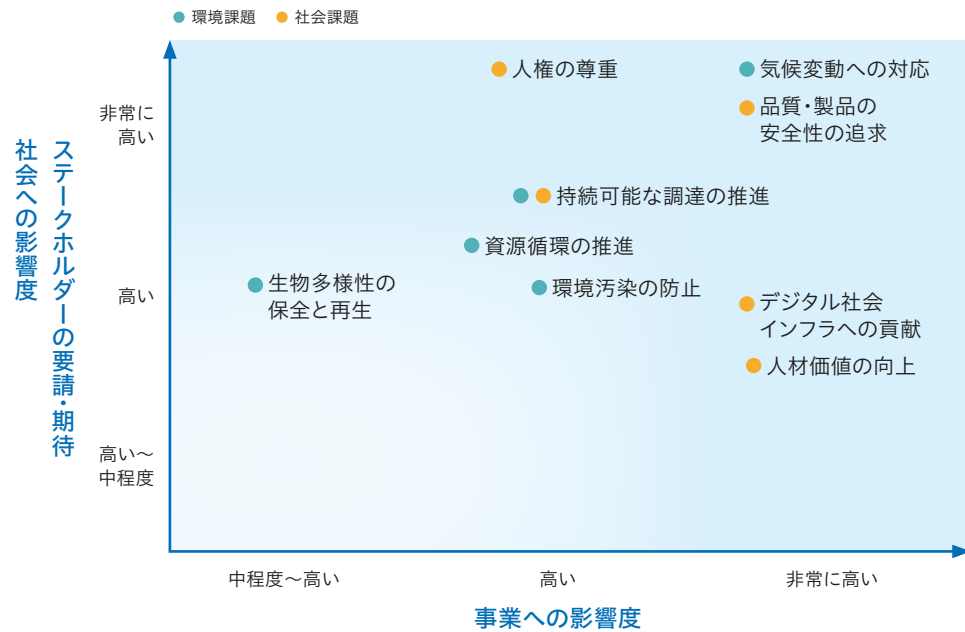 環境課題 社会課題
人権の尊重
気候変動への対応
品質・製品の
安全性の追求
持続可能な調達の推進
資源循環の推進
環境汚染の防止
生物多様性の
保全と再生
デジタル社会
インフラへの貢献
人材価値の向上
ステークホルダーの要請・期待
社会への影響度
非常に
高い
高い
高い～
中程度
中程度～高い
高い
非常に高い
事業への影響度